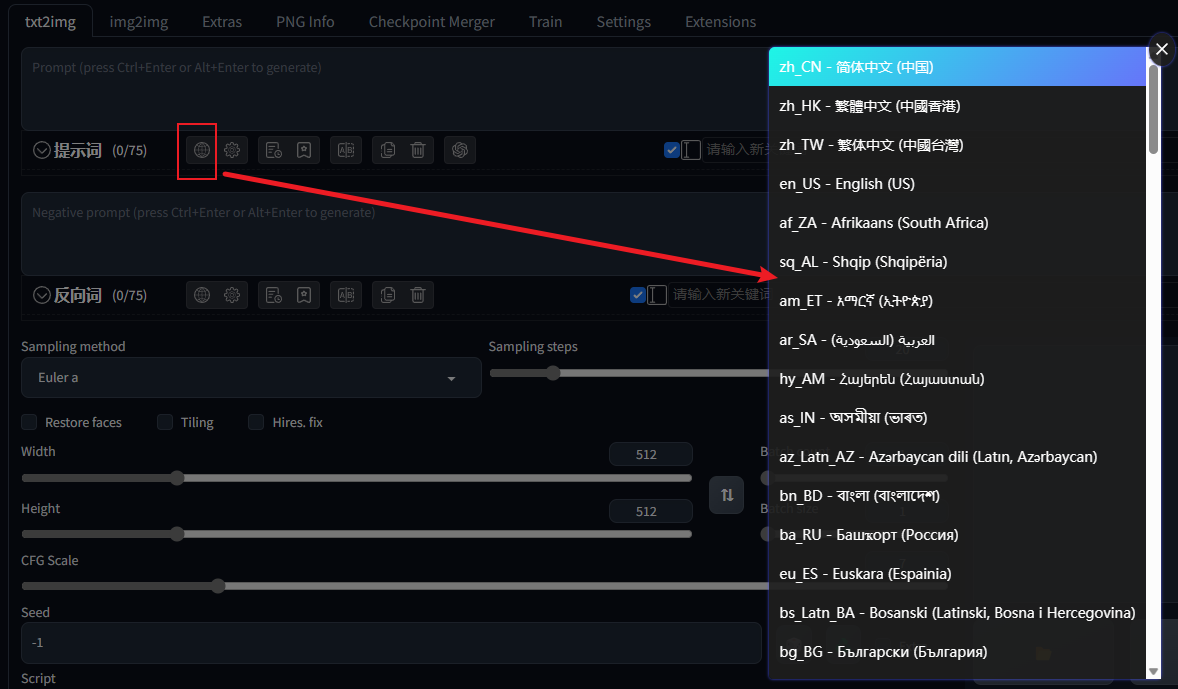 txt2img img2img Extras PNG Info Checkpoint Merger Train Settings Extensions
Prompt (press Ctrl+Enter or Alt+Enter to generate)
提示词 (0/75)
请输入新关
Negative prompt (press Ctrl+Enter or Alt+Enter to generate)
反向词 (0/75)
请输入新关键词
Sampling method
Sampling steps
Euler a
Restore faces Tiling Hires. fix
Width
512
Height
512
Batch size
1
CFG Scale
Seed
-1
Script
zh_CN - 简体中文 (中国)
zh_HK - 繁體中文 (中國香港)
zh_TW - 繁体中文 (中國台灣)
en_US - English (US)
af_ZA - Afrikaans (South Africa)
sq_AL - Shqip (Shqipëria)
am_ET - አማርኛ (ኢትዮጵያ)
ar_SA - العربية (السعودية)
hy_AM - Հայերեն (Հայաստան)
as_IN - অসমীয়া (ভাৰত)
az_Latn_AZ - Azərbaycan dili (Latın, Azərbaycan)
bn_BD - বাংলা (বাংলাদেশ)
ba_RU - Башҡорт (Россия)
eu_ES - Euskara (Espainia)
bs_Latn_BA - Bosanski (Latinski, Bosna i Hercegovina)
bg_BG - Български (България)